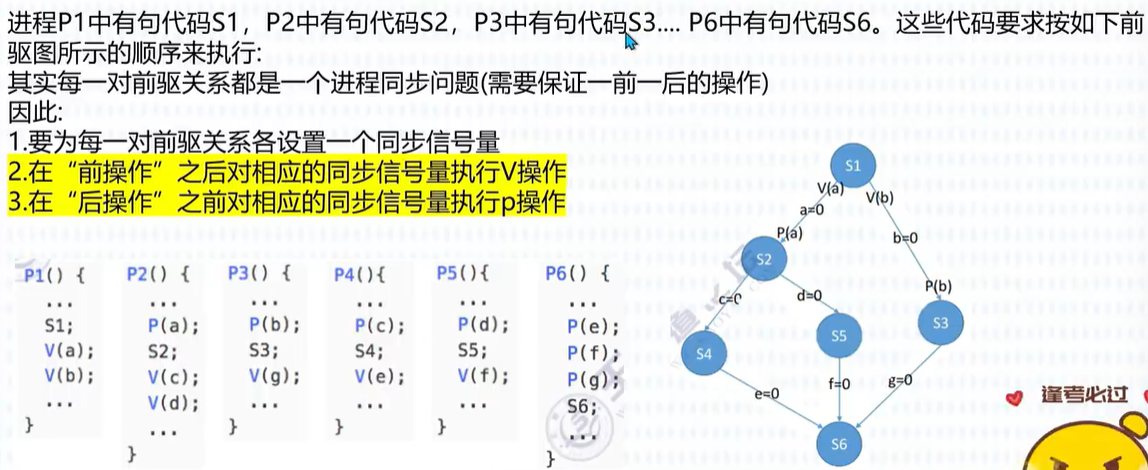 进程P1中有句代码S1，P2中有句代码S2，P3中有句代码S3... P6中有句代码S6。这些代码要求按如下前
驱图所示的顺序来执行:
其实每一对前驱关系都是一个进程同步问题(需要保证一前一后的操作)
因此:
1.要为每一对前驱关系各设置一个同步信号量
2.在“前操作”之后对相应的同步信号量执行V操作
3.在“后操作”之前对相应的同步信号量执行p操作
P1() {
...
S1;
V(a);
V(b);
...
}
P2() {
...
P(a);
S2;
V(c);
V(d);
...
}
P3() {
...
P(b);
S3;
V(g);
...
}
P4(){
...
P(c);
S4;
V(e);
...
}
P5(){
...
P(d);
S5;
V(f);
...
}
P6() {
...
P(e);
P(f);
P(g);
S6;
...
}
S1
V(a)
V(b)
a=0
P(a)
b=0
S2
P(b)
c=0
d=0
S3
S5
S4
f=0
g=0
e=0
S6
逢考必过